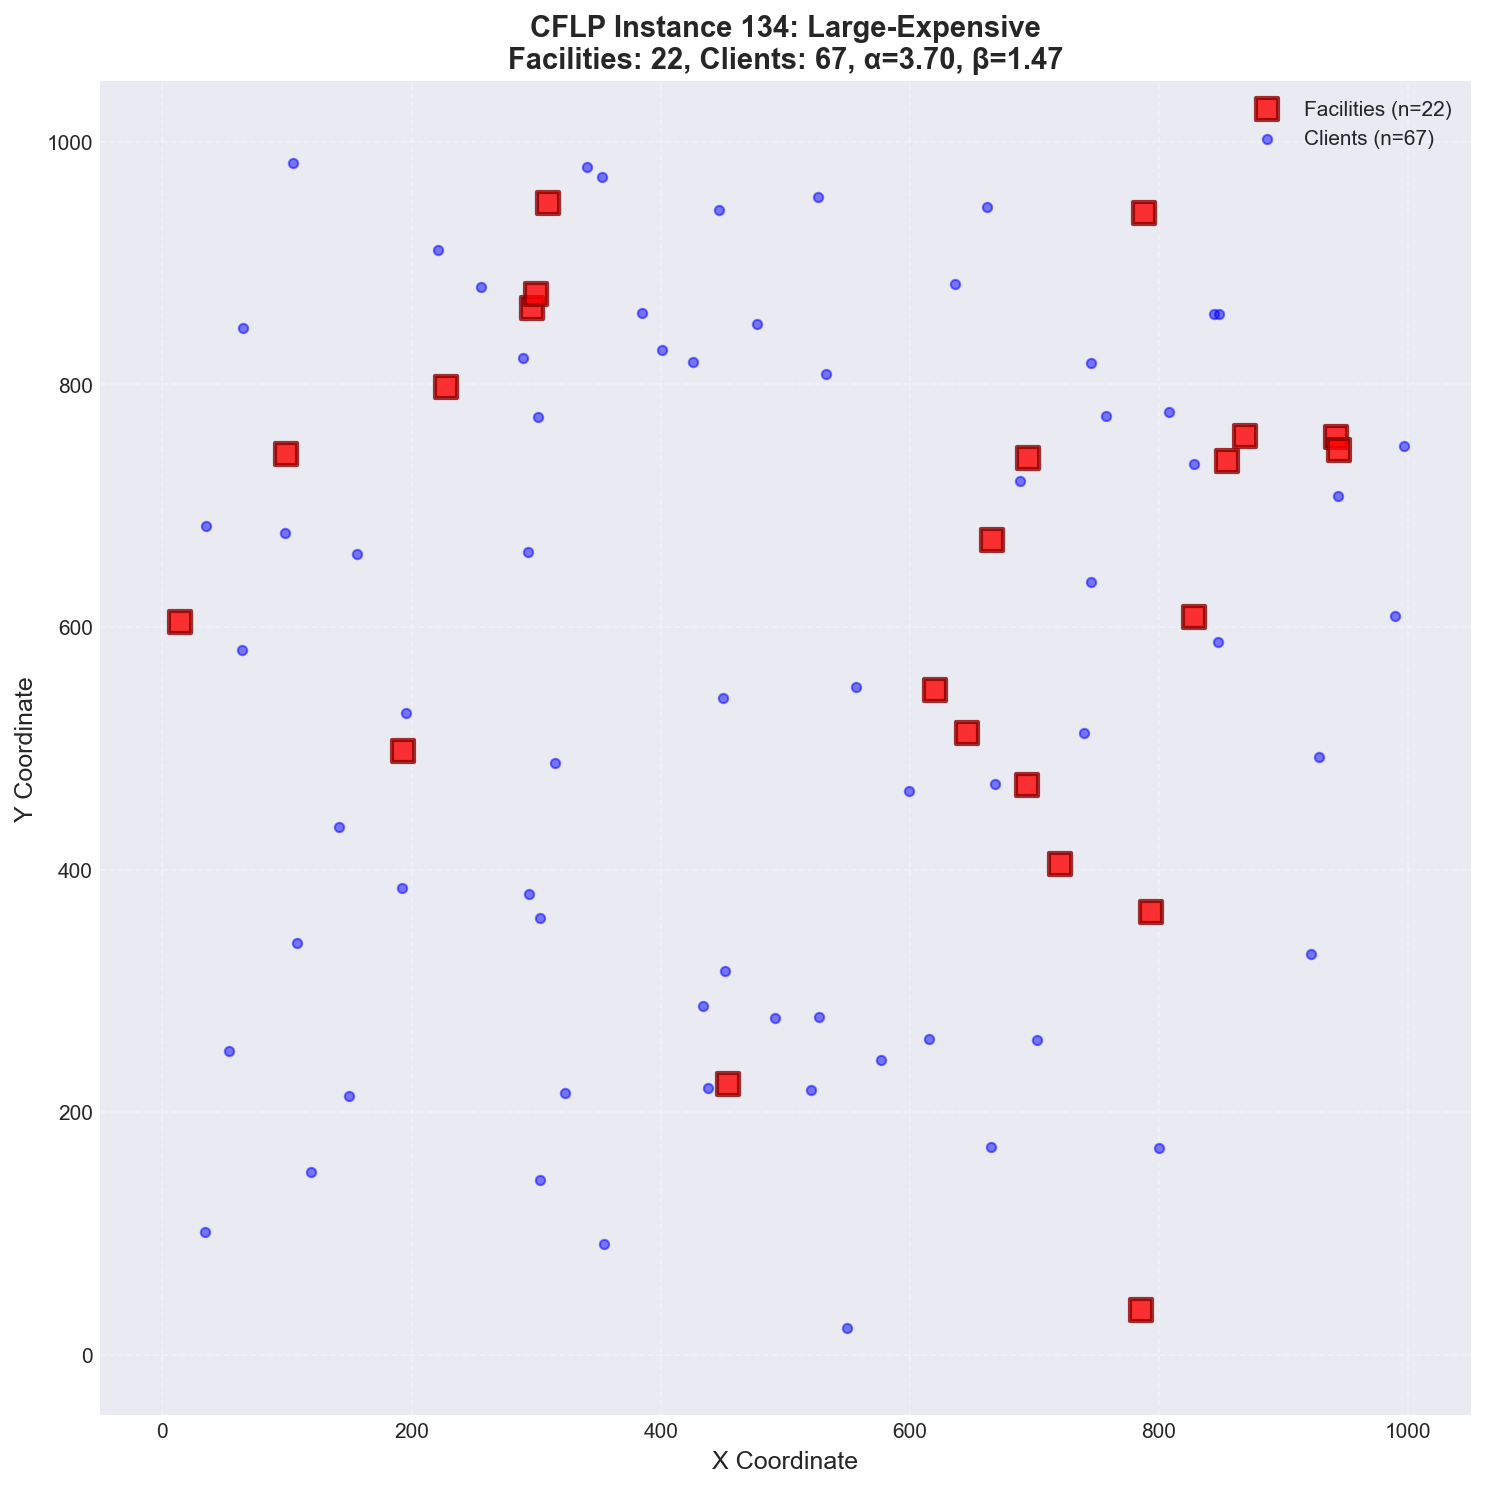 CFLP Instance 134: Large-Expensive
Facilities: 22, Clients: 67, α=3.70, β=1.47
Facilities (n=22)
Clients (n=67)
1000
800
600
400
200
0
Y Coordinate
0 200 400 600 800 1000
X Coordinate